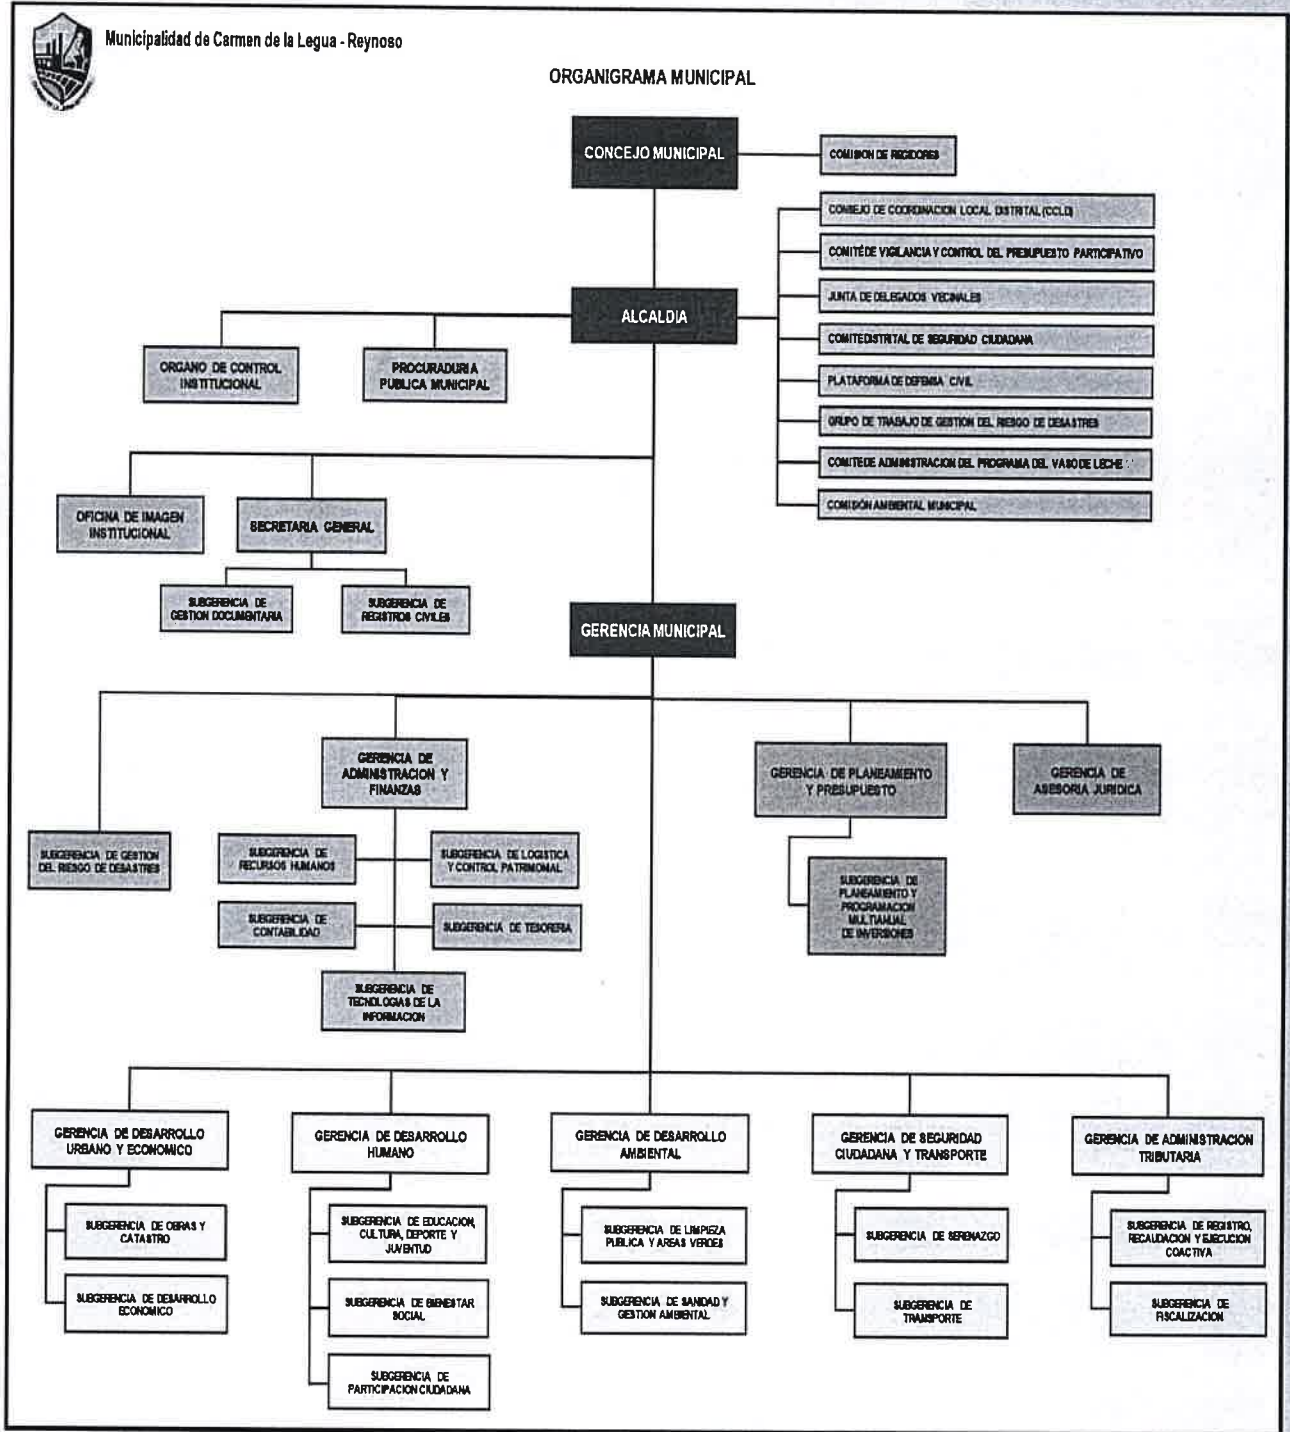 Municipalidad de Carmen de la Legua - Reynoso
ORGANIGRAMA MUNICIPAL
CONCEJO MUNICIPAL
COMISION DE REGIDORES
CONSEJO DE COORDINACION LOCAL DISTRITAL (CCLD)
COMITÉ DE VIGILANCIA Y CONTROL DEL PRESUPUESTO PARTICIPATIVO
JUNTA DE DELEGADOS VECINALES
COMITE DISTRITAL DE SEGURIDAD CIUDADANA
PLATAFORMA DE DEFENSA CIVIL
GRUPO DE TRABAJO DE GESTION DEL RIESGO DE DESASTRES
COMITE DE ADMINISTRACION DEL PROGRAMA DEL VASO DE LECHE
COMISIÓN AMBIENTAL MUNICIPAL
ALCALDIA
ORGANO DE CONTROL
INSTITUCIONAL
PROCURADURIA
PUBLICA MUNICIPAL
OFICINA DE IMAGEN
INSTITUCIONAL
SECRETARIA GENERAL
SUBGERENCIA DE
GESTION DOCUMENTARIA
SUBGERENCIA DE
REGISTROS CIVILES
GERENCIA MUNICIPAL
SUBGERENCIA DE GESTION
DEL RIESGO DE DESASTRES
GERENCIA DE
ADMINISTRACION Y
FINANZAS
SUBGERENCIA DE
RECURSOS HUMANOS
SUBGERENCIA DE LOGISTICA
Y CONTROL PATRIMONIAL
SUBGERENCIA DE
CONTABILIDAD
SUBGERENCIA DE TESORERIA
SUBGERENCIA DE
TECNOLOGIAS DE LA
INFORMACION
GERENCIA DE PLANEAMIENTO
Y PRESUPUESTO
SUBGERENCIA DE
PLANEAMIENTO Y
PROGRAMACION
MULTIANUAL
DE INVERSIONES
GERENCIA DE
ASESORIA JURIDICA
GERENCIA DE DESARROLLO
URBANO Y ECONOMICO
SUBGERENCIA DE OBRAS Y
CATASTRO
SUBGERENCIA DE DESARROLLO
ECONOMICO
GERENCIA DE DESARROLLO
HUMANO
SUBGERENCIA DE EDUCACION,
CULTURA, DEPORTE Y
JUVENTUD
SUBGERENCIA DE BIENESTAR
SOCIAL
SUBGERENCIA DE
PARTICIPACION CIUDADANA
GERENCIA DE DESARROLLO
AMBIENTAL
SUBGERENCIA DE LIMPIEZA
PUBLICA Y AREAS VERDES
SUBGERENCIA DE SANIDAD Y
GESTION AMBIENTAL
GERENCIA DE SEGURIDAD
CIUDADANA Y TRANSPORTE
SUBGERENCIA DE SERENAZGO
SUBGERENCIA DE
TRANSPORTE
GERENCIA DE ADMINISTRACION
TRIBUTARIA
SUBGERENCIA DE REGISTRO,
RECAUDACION Y EJECUCION
COACTIVA
SUBGERENCIA DE
FISCALIZACION